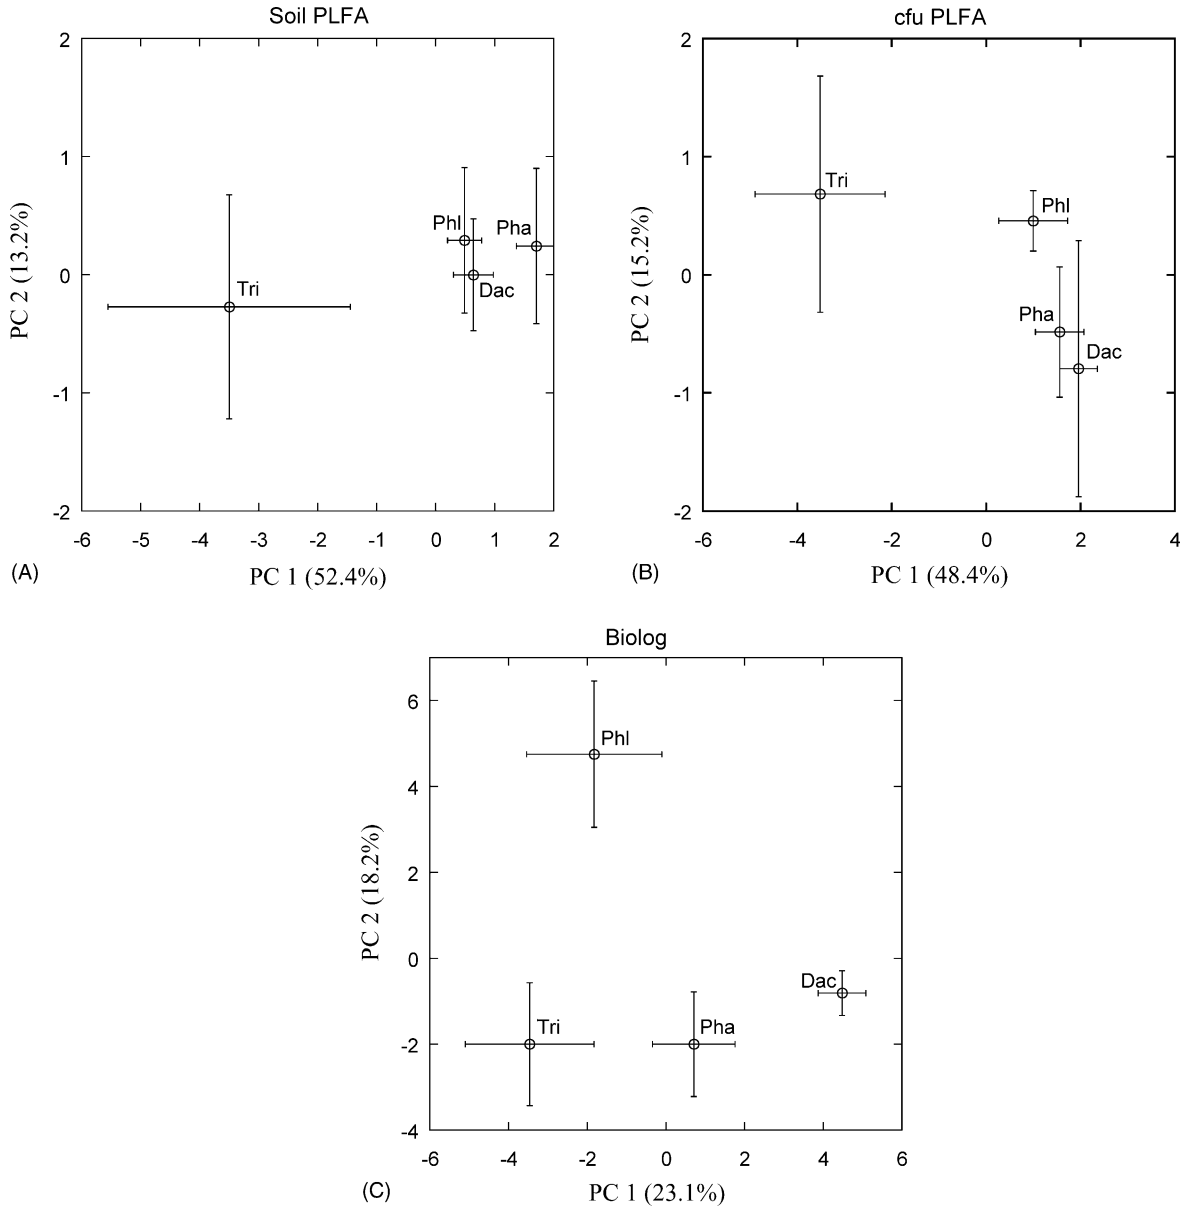 Soil PLFA
2
1
0
-1
-2
PC 2 (13.2%)
Tri
Phl
Dac
Pha
-6 -5 -4 -3 -2 -1 0 1 2
PC 1 (52.4%)
(A)
cfu PLFA
2
1
0
-1
-2
PC 2 (15.2%)
Tri
Phl
Pha
Dac
-6 -4 -2 0 2 4
PC 1 (48.4%)
(B)
Biolog
6
4
2
0
-2
-4
PC 2 (18.2%)
Phl
Dac
Tri
Pha
-6 -4 -2 0 2 4 6
PC 1 (23.1%)
(C)